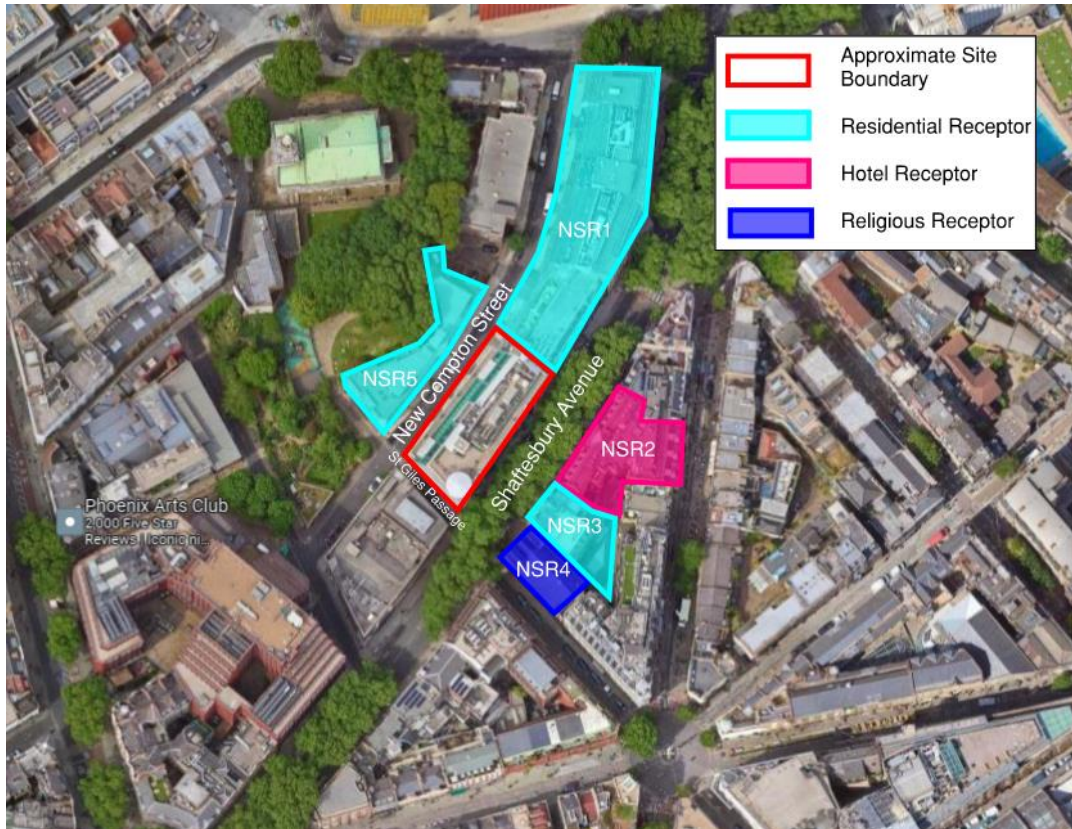 Approximate Site
Boundary
Residential Receptor
Hotel Receptor
Religious Receptor
NSR1
New Compton Street
NSR5
Shaftesbury Avenue
NSR2
St Giles Passage
NSR3
NSR4
Phoenix Arts Club
2,000 Five Star
Reviews | Iconic ni...